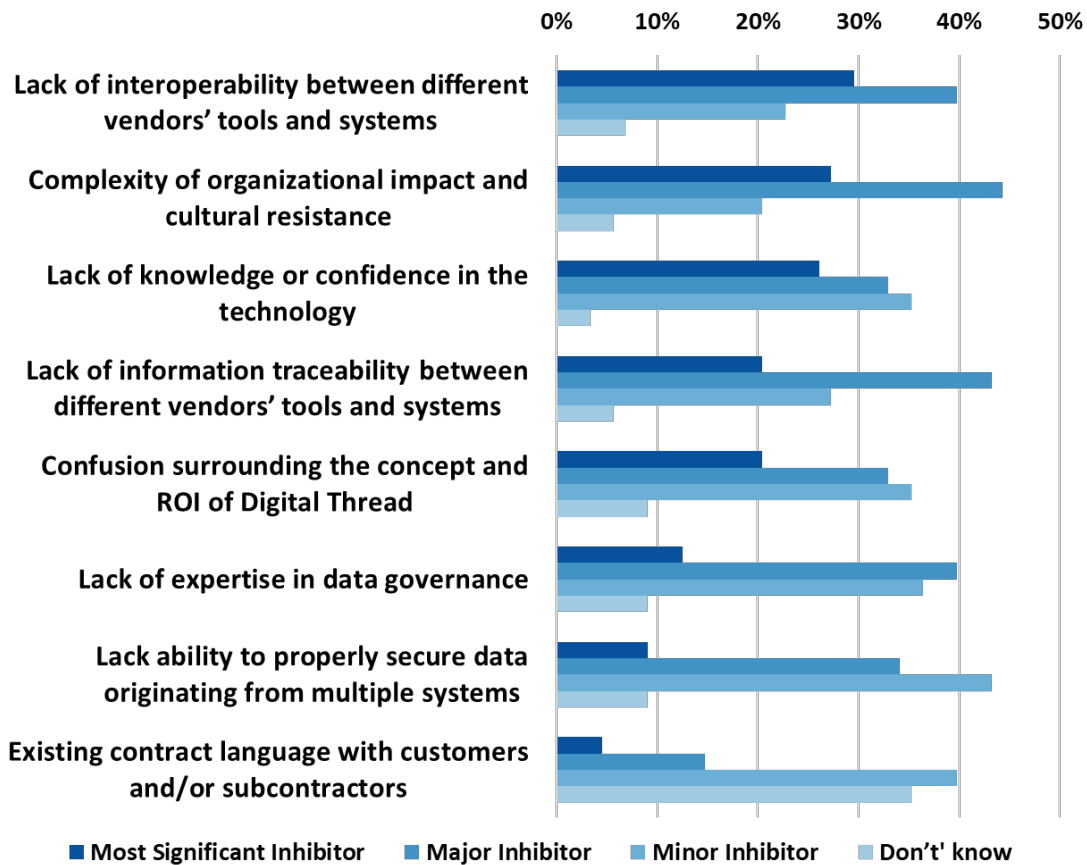 0% 10% 20% 30% 40% 50%
Lack of interoperability between different
vendors’ tools and systems
Complexity of organizational impact and
cultural resistance
Lack of knowledge or confidence in the
technology
Lack of information traceability between
different vendors’ tools and systems
Confusion surrounding the concept and
ROI of Digital Thread
Lack of expertise in data governance
Lack ability to properly secure data
originating from multiple systems
Existing contract language with customers
and/or subcontractors
Most Significant Inhibitor Major Inhibitor Minor Inhibitor Don’t' know